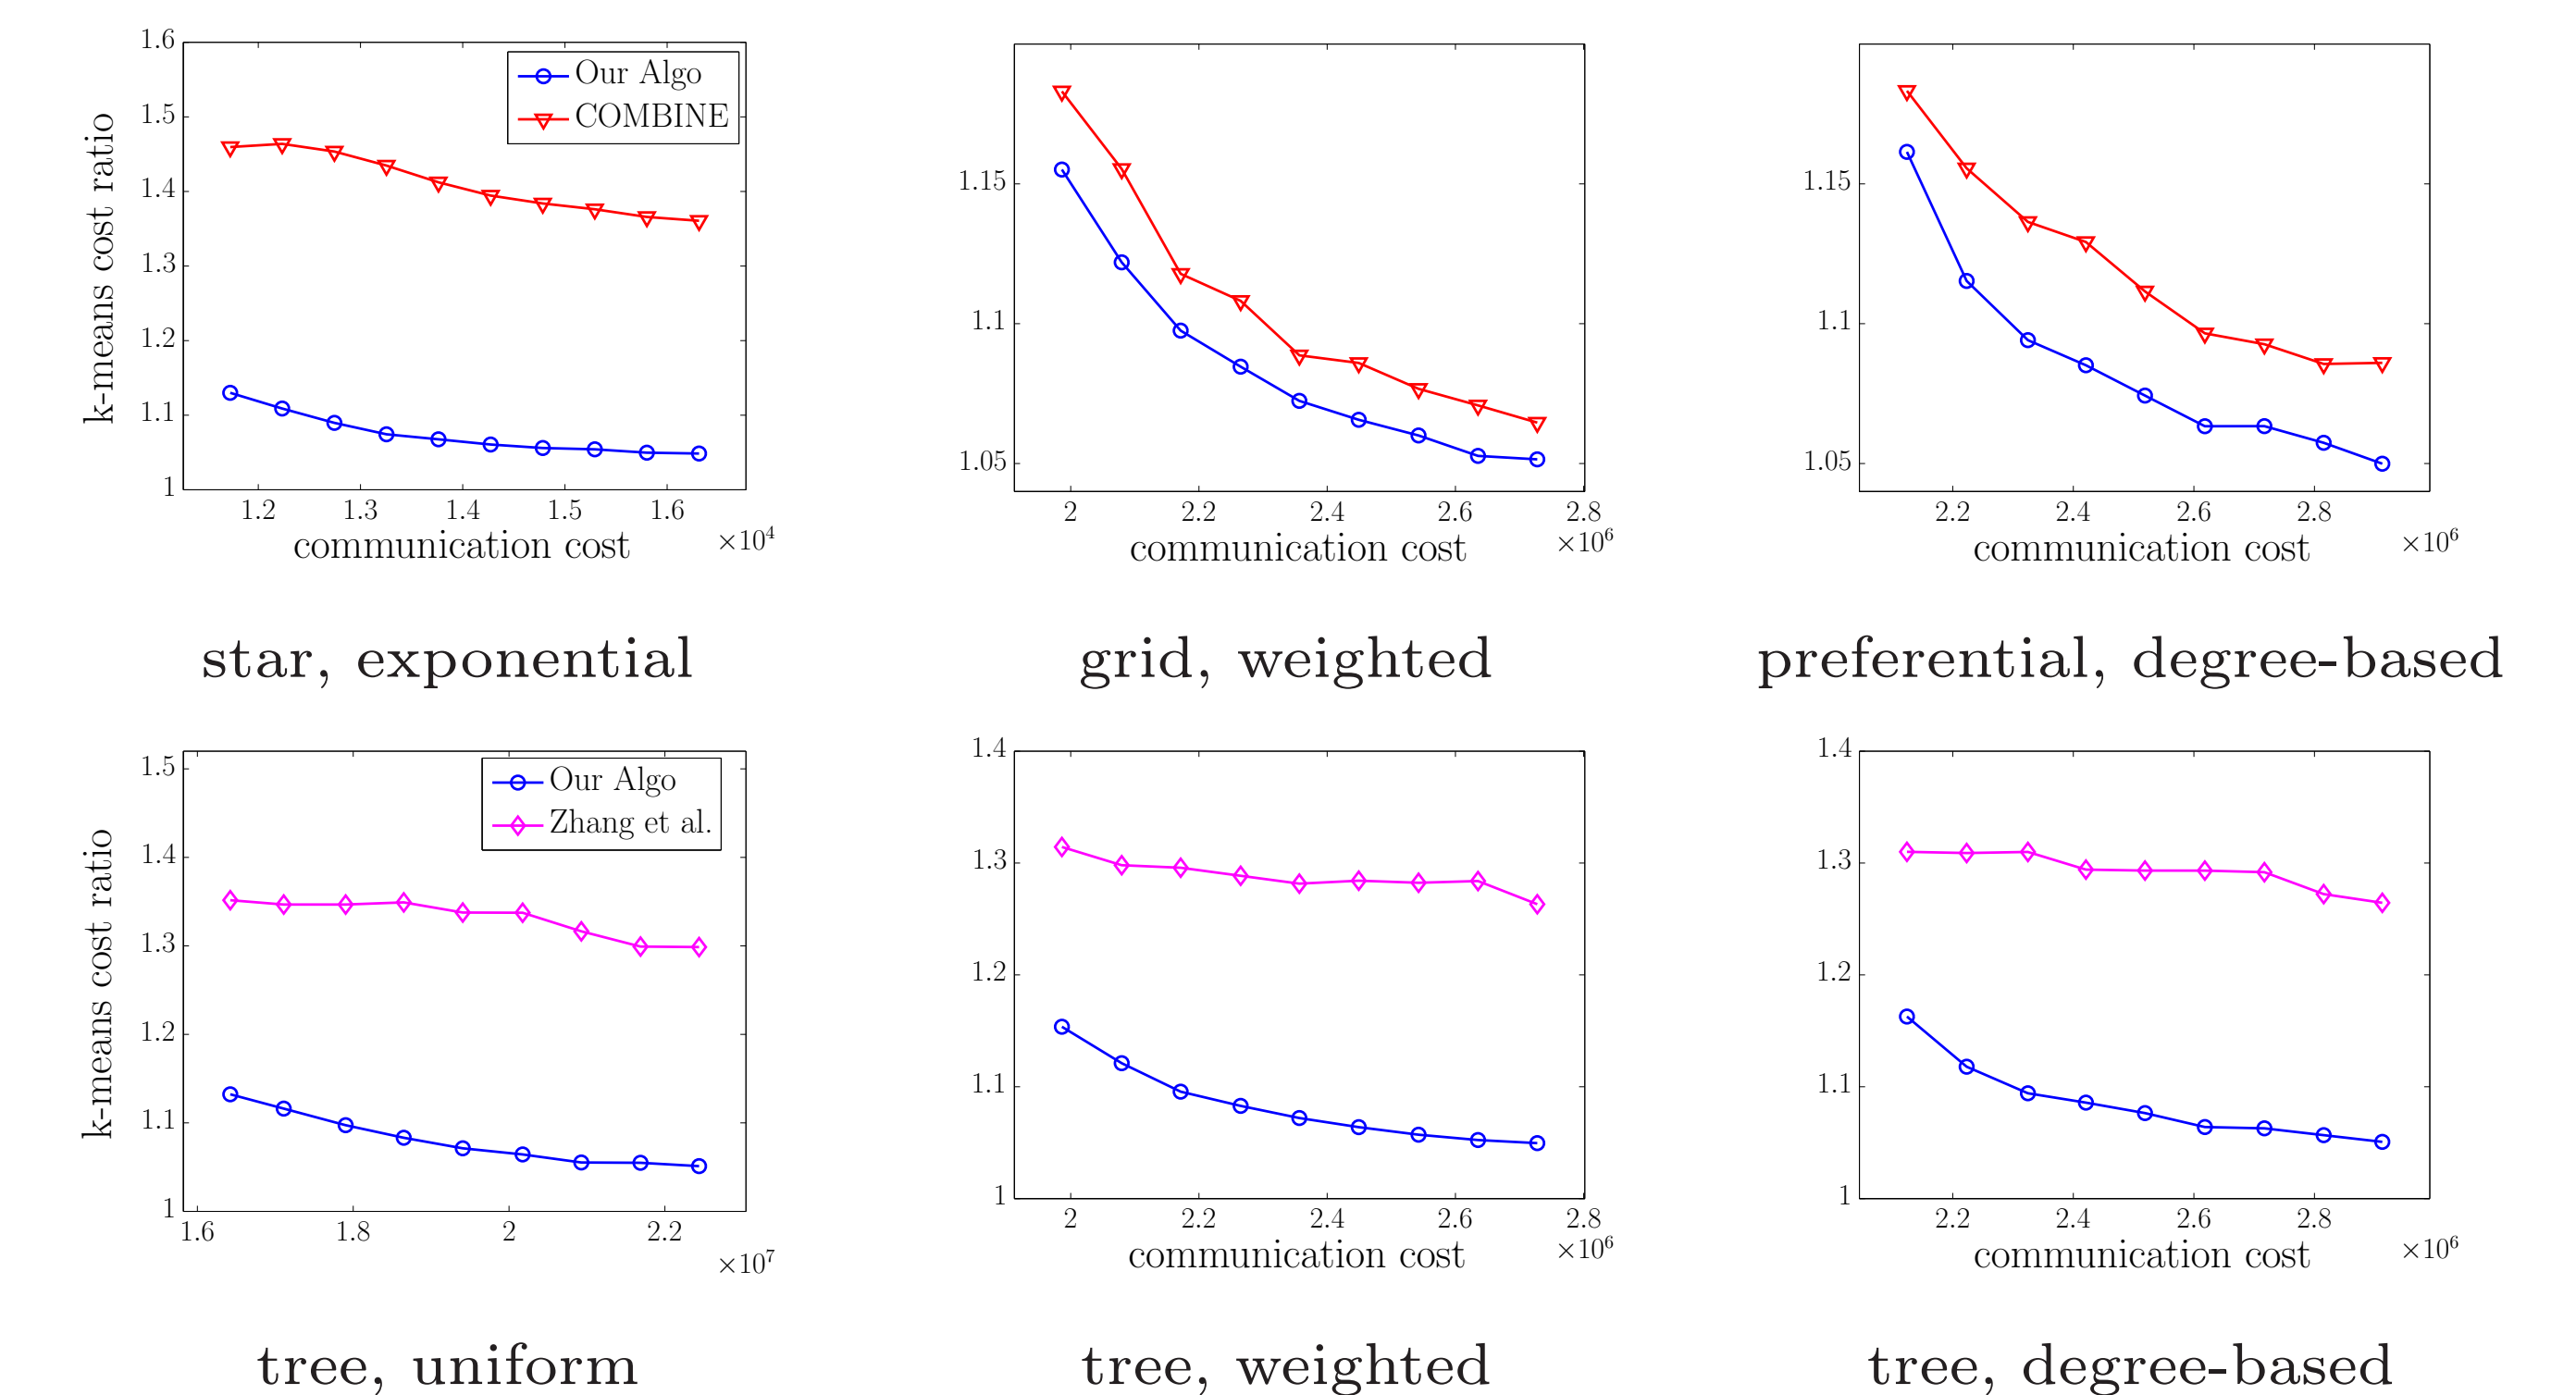 k-means cost ratio
1.6
1.5
1.4
1.3
1.2
1.1
1
Our Algo
COMBINE
1.2 1.3 1.4 1.5 1.6
communication cost
×10⁴
star, exponential
1.15
1.1
1.05
2 2.2 2.4 2.6 2.8
communication cost
×10⁶
grid, weighted
1.15
1.1
1.05
2.2 2.4 2.6 2.8
communication cost
×10⁶
preferential, degree-based
k-means cost ratio
1.5
1.4
1.3
1.2
1.1
1
Our Algo
Zhang et al.
1.6 1.8 2 2.2
×10⁷
tree, uniform
1.4
1.3
1.2
1.1
1
2 2.2 2.4 2.6 2.8
communication cost
×10⁶
tree, weighted
1.4
1.3
1.2
1.1
1
2.2 2.4 2.6 2.8
communication cost
×10⁶
tree, degree-based